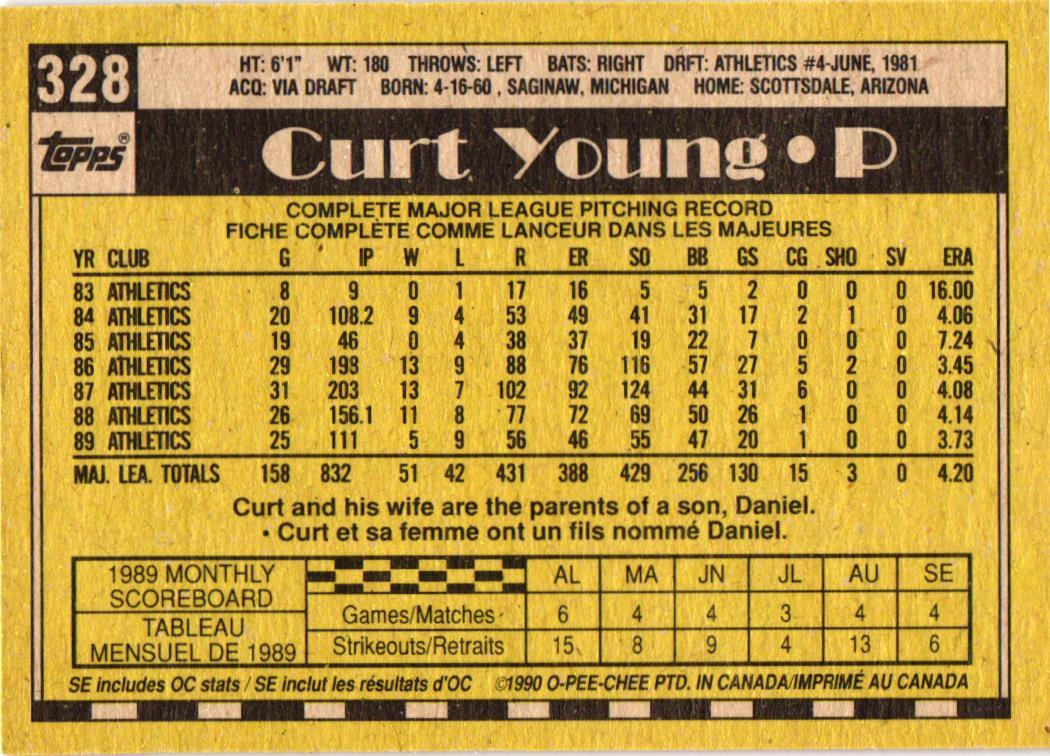 328
HT: 6'1" WT: 180 THROWS: LEFT BATS: RIGHT DRFT: ATHLETICS #4-JUNE, 1981
ACQ: VIA DRAFT BORN: 4-16-60 , SAGINAW, MICHIGAN HOME: SCOTTSDALE, ARIZONA
Topps®
Curt Young • P
COMPLETE MAJOR LEAGUE PITCHING RECORD
FICHE COMPLÈTE COMME LANCEUR DANS LES MAJEURES
YR CLUB G IP W L R ER SO BB GS CG SHO SV ERA
83 ATHLETICS 8 9 0 1 17 16 5 5 2 0 0 0 16.00
84 ATHLETICS 20 108.2 9 4 53 49 41 31 17 2 1 0 4.06
85 ATHLETICS 19 46 0 4 38 37 19 22 7 0 0 0 7.24
86 ATHLETICS 29 198 13 9 88 76 116 57 27 5 2 0 3.45
87 ATHLETICS 31 203 13 7 102 92 124 44 31 6 0 0 4.08
88 ATHLETICS 26 156.1 11 8 77 72 69 50 26 1 0 0 4.14
89 ATHLETICS 25 111 5 9 56 46 55 47 20 1 0 0 3.73
MAJ. LEA. TOTALS 158 832 51 42 431 388 429 256 130 15 3 0 4.20
Curt and his wife are the parents of a son, Daniel.
• Curt et sa femme ont un fils nommé Daniel.
1989 MONTHLY
SCOREBOARD
TABLEAU
MENSUEL DE 1989
AL MA JN JL AU SE
Games/Matches 6 4 4 3 4 4
Strikeouts/Retraits 15 8 9 4 13 6
SE includes OC stats / SE inclut les résultats d'OC ©1990 O-PEE-CHEE PTD. IN CANADA/IMPRIMÉ AU CANADA